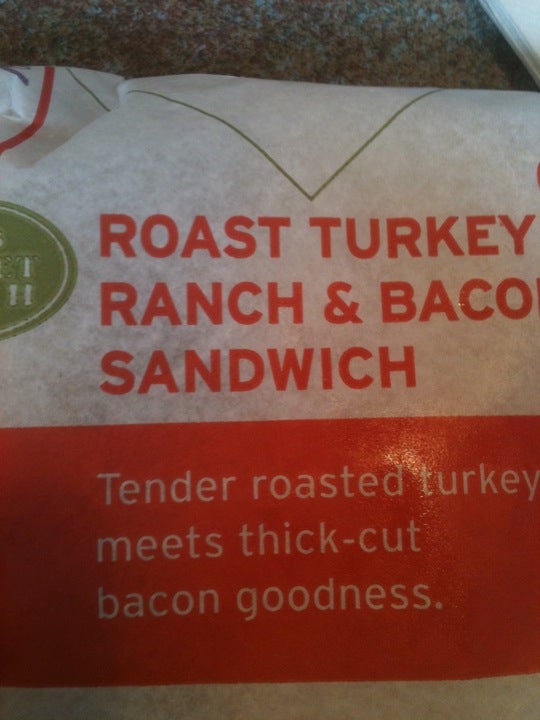 ROAST TURKEY
RANCH & BACO
SANDWICH
Tender roasted turkey
meets thick-cut
bacon goodness.